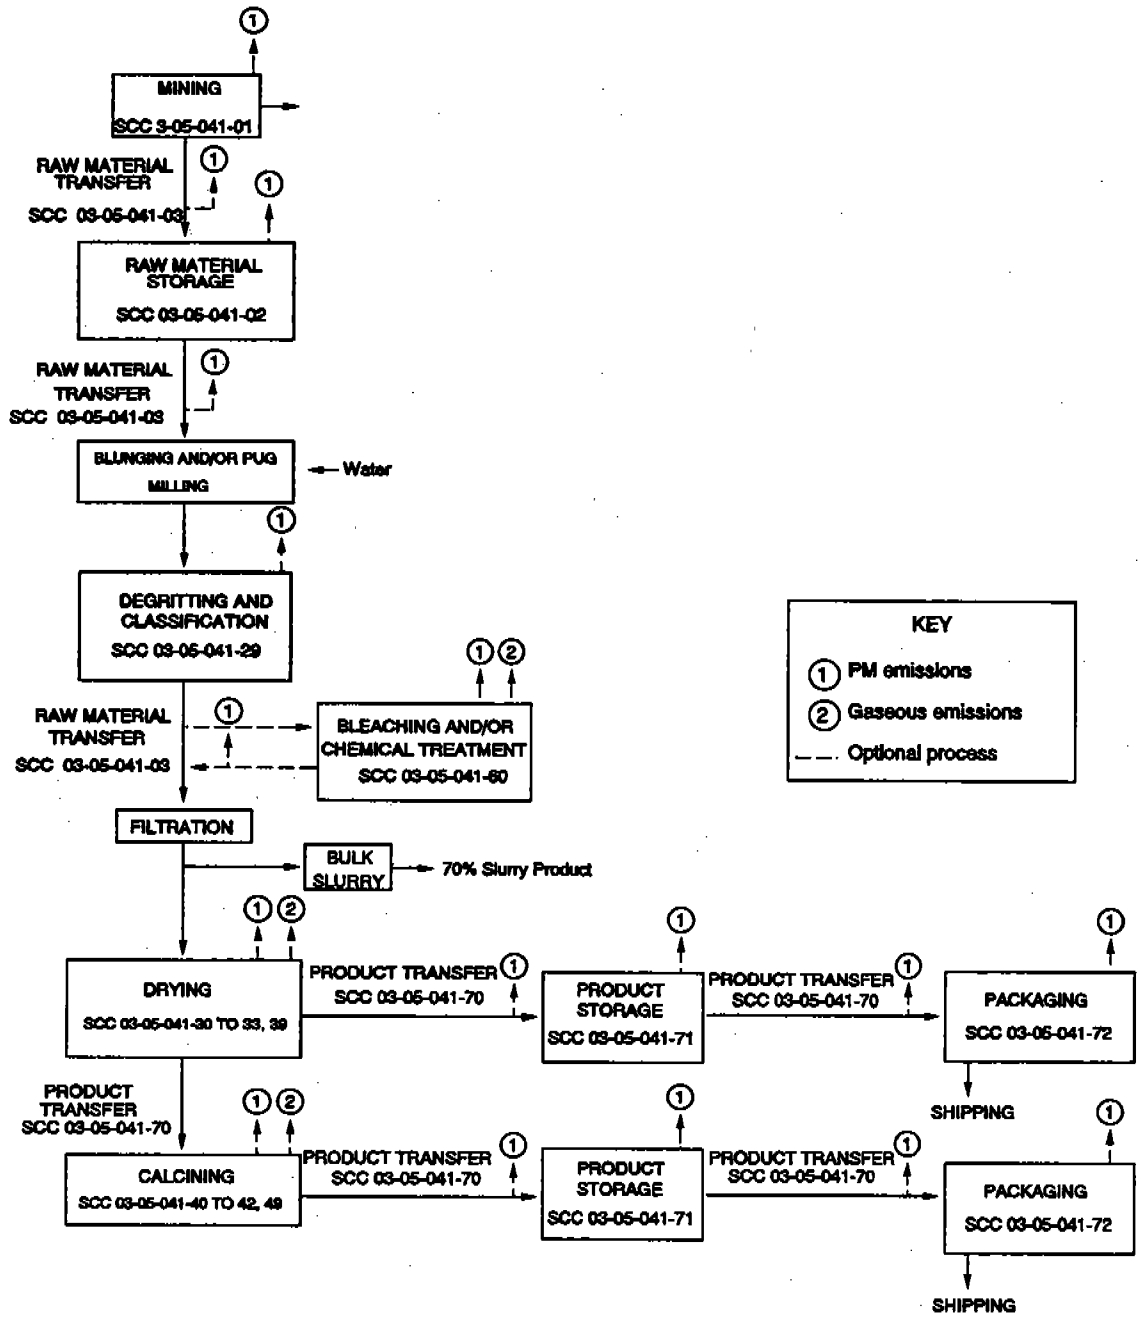 1
MINING
SCC 3-05-041-01
RAW MATERIAL
TRANSFER
SCC 03-05-041-03
1
1
RAW MATERIAL
STORAGE
SCC 03-05-041-02
RAW MATERIAL
TRANSFER
SCC 03-05-041-03
1
BLUNGING AND/OR PUG
MILLING
Water
1
DEGRITTING AND
CLASSIFICATION
SCC 03-05-041-29
KEY
1 PM emissions
2 Gaseous emissions
Optional process
RAW MATERIAL
TRANSFER
SCC 03-05-041-03
1
1 2
BLEACHING AND/OR
CHEMICAL TREATMENT
SCC 03-05-041-60
FILTRATION
BULK
SLURRY
70% Slurry Product
1 2
DRYING
SCC 03-05-041-30 TO 33, 39
PRODUCT TRANSFER
SCC 03-05-041-70
1
1
PRODUCT
STORAGE
SCC 03-05-041-71
PRODUCT TRANSFER
SCC 03-05-041-70
1
1
PACKAGING
SCC 03-05-041-72
SHIPPING
PRODUCT
TRANSFER
SCC 03-05-041-70
1 2
CALCINING
SCC 03-05-041-40 TO 42, 49
PRODUCT TRANSFER
SCC 03-05-041-70
1
1
PRODUCT
STORAGE
SCC 03-05-041-71
PRODUCT TRANSFER
SCC 03-05-041-70
1
1
PACKAGING
SCC 03-05-041-72
SHIPPING